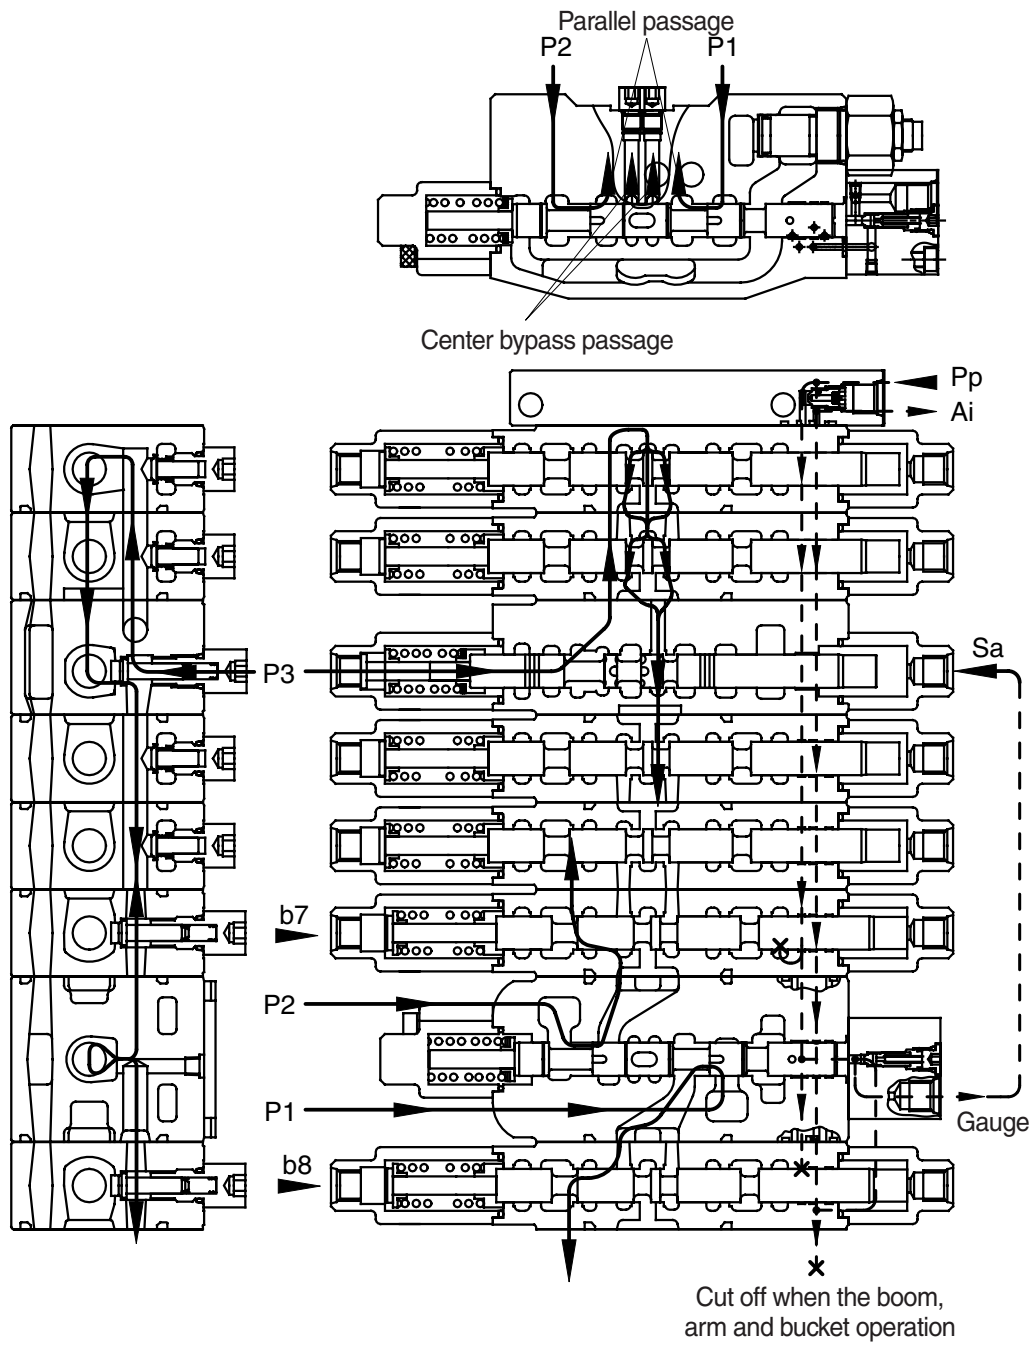 Parallel passage
P2
P1
Center bypass passage
Pp
Ai
Sa
P3
b7
P2
P1
Gauge
b8
Cut off when the boom,
arm and bucket operation